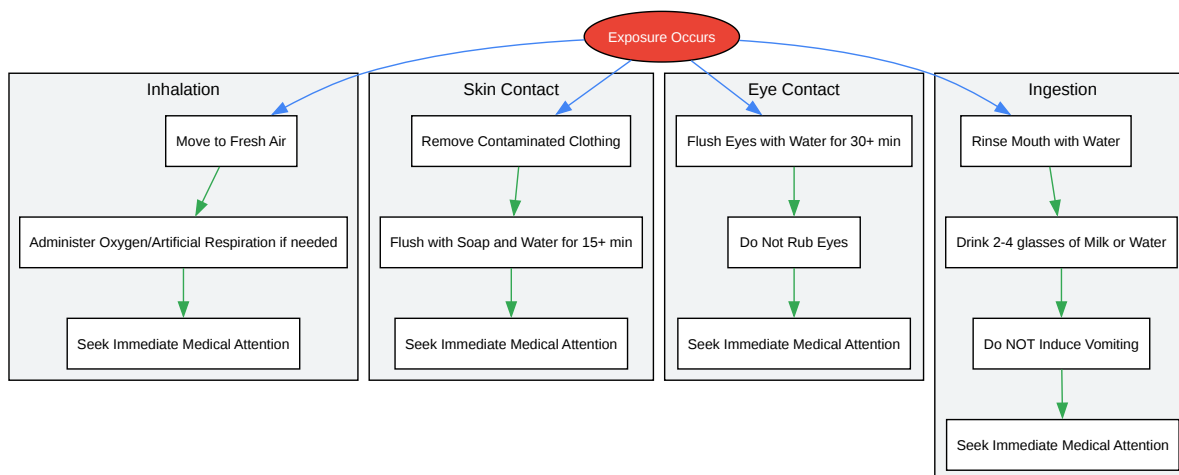 Exposure Occurs
Inhalation
Move to Fresh Air
Administer Oxygen/Artificial Respiration if needed
Seek Immediate Medical Attention
Skin Contact
Remove Contaminated Clothing
Flush with Soap and Water for 15+ min
Seek Immediate Medical Attention
Eye Contact
Flush Eyes with Water for 30+ min
Do Not Rub Eyes
Seek Immediate Medical Attention
Ingestion
Rinse Mouth with Water
Drink 2-4 glasses of Milk or Water
Do NOT Induce Vomiting
Seek Immediate Medical Attention